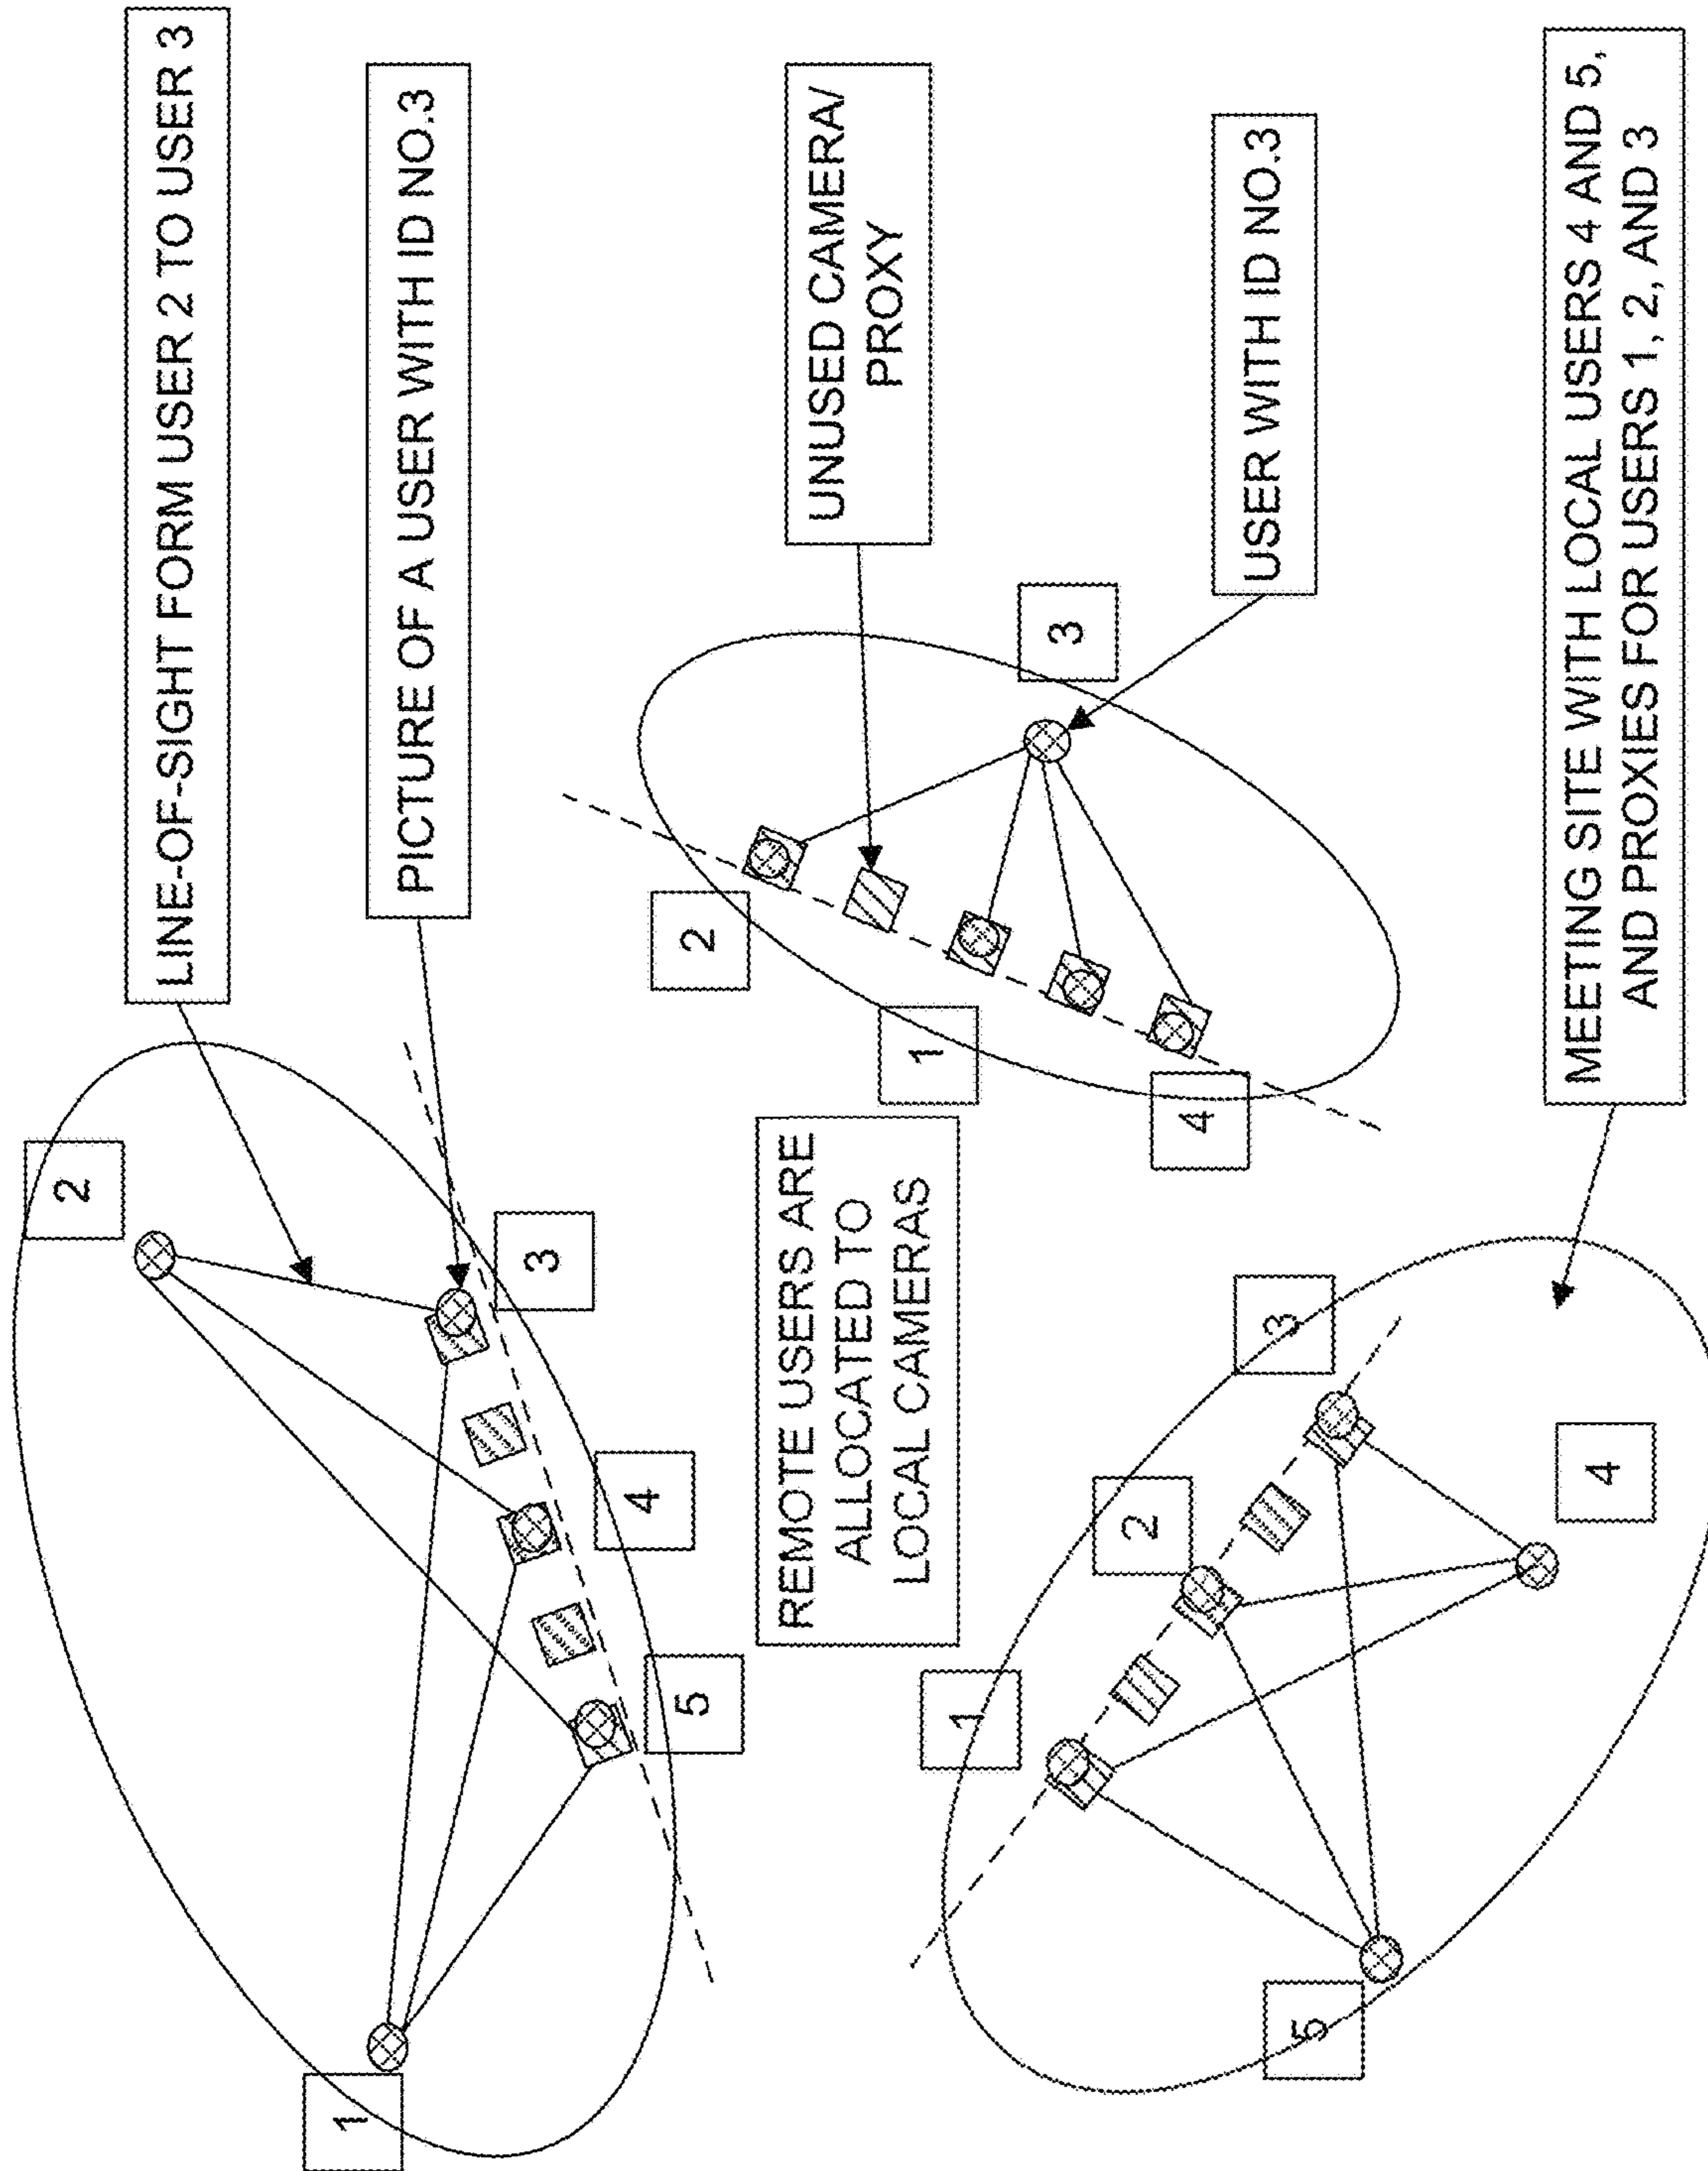 LINE-OF-SIGHT FORM USER 2 TO USER 3
2
1
PICTURE OF A USER WITH ID NO.3
3
4
5
REMOTE USERS ARE
ALLOCATED TO
LOCAL CAMERAS
2
UNUSED CAMERA/
PROXY
1
3
4
USER WITH ID NO.3
1
2
3
5
4
MEETING SITE WITH LOCAL USERS 4 AND 5,
AND PROXIES FOR USERS 1, 2, AND 3